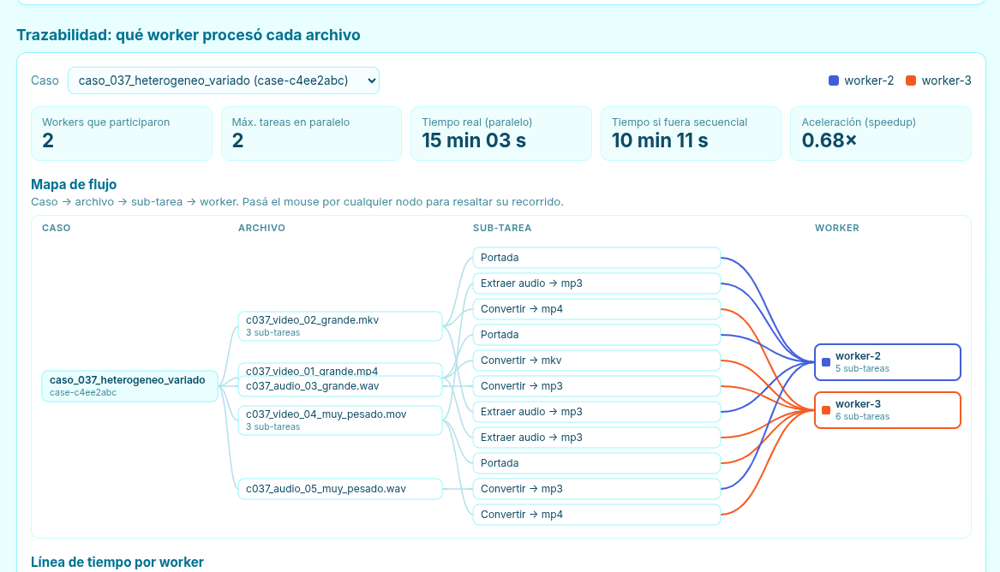 Trazabilidad: qué worker procesó cada archivo
Caso
caso_037_heterogeneo_variado (case-c4ee2abc)
worker-2
worker-3
Workers que participaron
2
Máx. tareas en paralelo
2
Tiempo real (paralelo)
15 min 03 s
Tiempo si fuera secuencial
10 min 11 s
Aceleración (speedup)
0.68×
Mapa de flujo
Caso → archivo → sub-tarea → worker. Pasá el mouse por cualquier nodo para resaltar su recorrido.
CASO
ARCHIVO
SUB-TAREA
WORKER
caso_037_heterogeneo_variado
case-c4ee2abc
c037_video_02_grande.mkv
3 sub-tareas
c037_video_01_grande.mp4
c037_audio_03_grande.wav
c037_video_04_muy_pesado.mov
3 sub-tareas
c037_audio_05_muy_pesado.wav
Portada
Extraer audio → mp3
Convertir → mp4
Portada
Convertir → mkv
Convertir → mp3
Extraer audio → mp3
Extraer audio → mp3
Portada
Convertir → mp3
Convertir → mp4
worker-2
5 sub-tareas
worker-3
6 sub-tareas
Línea de tiempo por worker